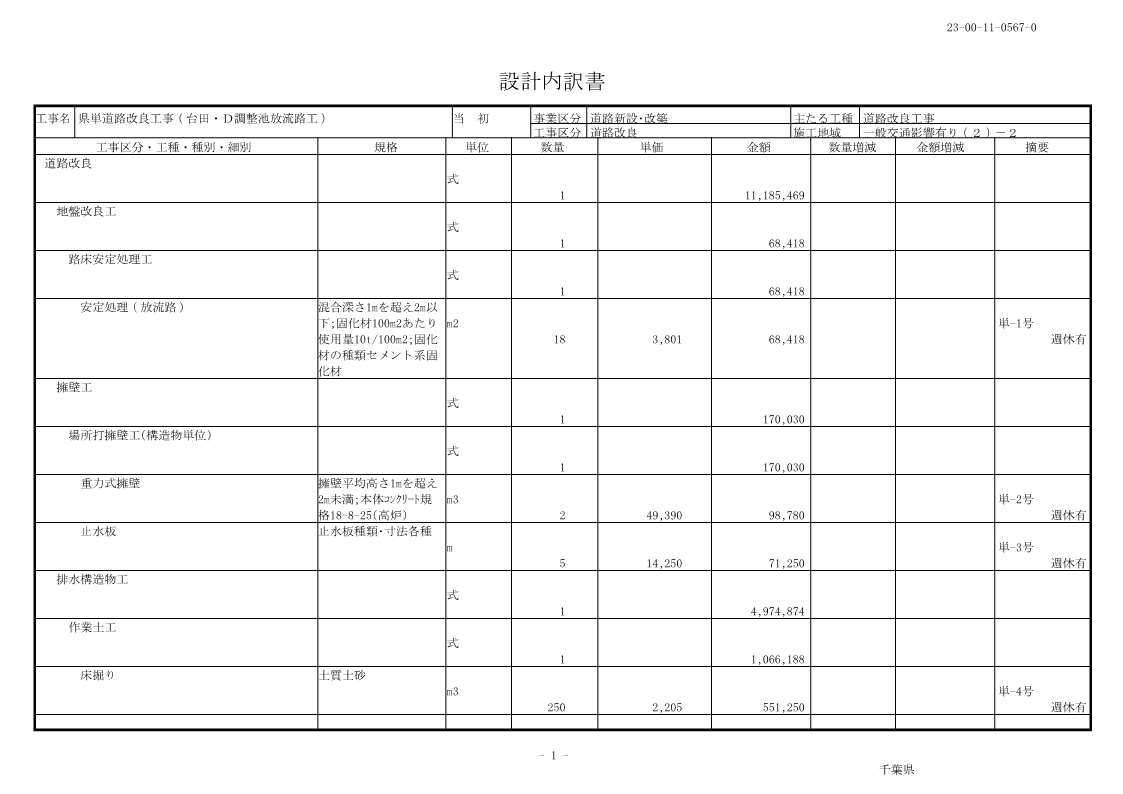 23-00-11-0567-0
設計内訳書
工事名 県単道路改良工事（台田・Ｄ調整池放流路工） 当　初 事業区分 道路新設・改築 主たる工種 道路改良工事
工事区分 道路改良 施工地域 一般交通影響有り（２）－２
工事区分・工種・種別・細別 規格 単位 数量 単価 金額 数量増減 金額増減 摘要
道路改良
式
1 11,185,469
地盤改良工
式
1 68,418
路床安定処理工
式
1 68,418
安定処理（放流路） 混合深さ1mを超え2m以
下;固化材100m2あたり m2 単-1号
使用量10t/100m2;固化 18 3,801 68,418 週休有
材の種類セメント系固
化材
擁壁工
式
1 170,030
場所打擁壁工(構造物単位)
式
1 170,030
重力式擁壁 擁壁平均高さ1mを超え
2m未満;本体ｺﾝｸﾘｰﾄ規 m3 単-2号
格18-8-25(高炉) 2 49,390 98,780 週休有
止水板 止水板種類・寸法各種
m 単-3号
5 14,250 71,250 週休有
排水構造物工
式
1 4,974,874
作業土工
式
1 1,066,188
床掘り 土質土砂
m3 単-4号
250 2,205 551,250 週休有
- 1 -
千葉県